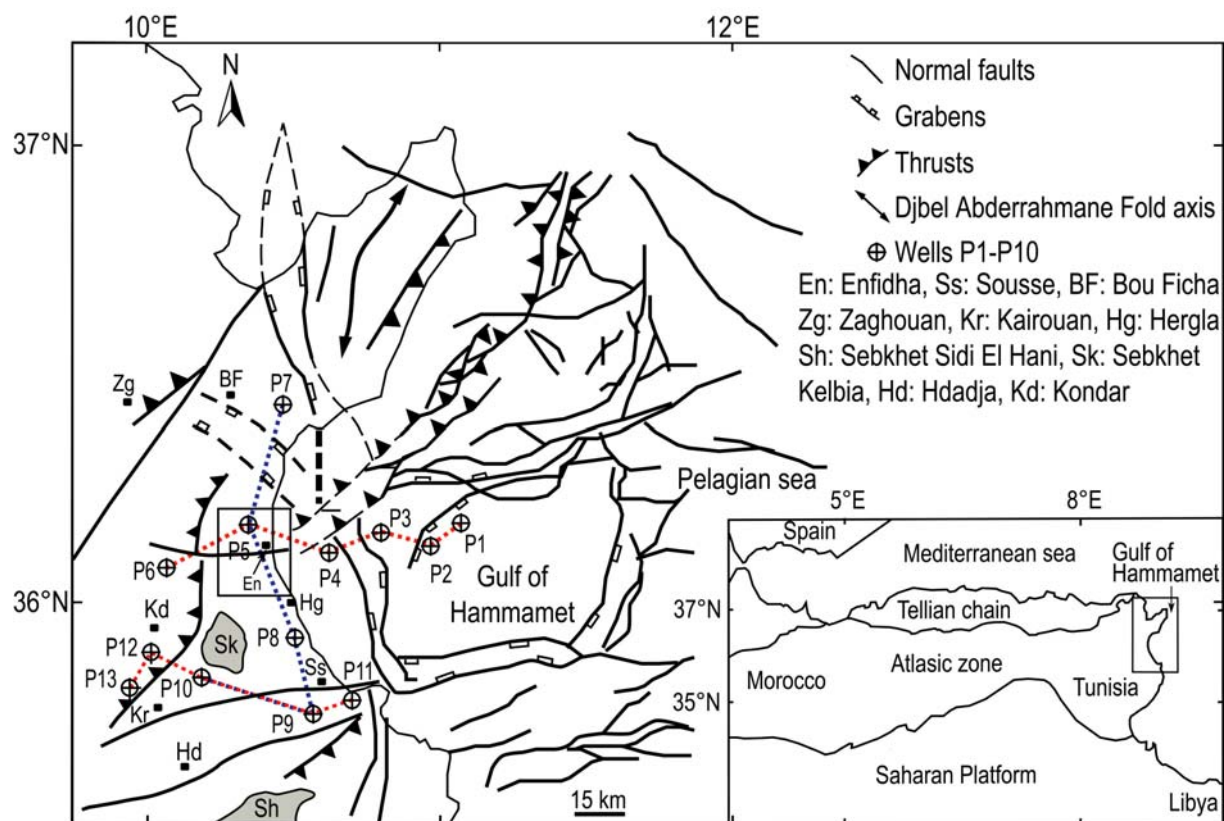 10°E
12°E
N
37°N
36°N
Normal faults
Grabens
Thrusts
Djbel Abderrahmane Fold axis
Wells P1-P10
En: Enfidha, Ss: Sousse, BF: Bou Ficha
Zg: Zaghouan, Kr: Kairouan, Hg: Hergla
Sh: Sebkhet Sidi El Hani, Sk: Sebkhet
Kelbia, Hd: Hdadja, Kd: Kondar
Zg
BF
P7
Pelagian sea
P3
P1
P5
P2
P4
P6
En
Gulf of
Hammamet
Hg
Kd
P8
Sk
P12
Ss
P11
P13
P10
Kr
P9
Hd
Sh
15 km
5°E
8°E
Spain
Mediterranean sea
Gulf of
Hammamet
37°N
Tellian chain
Atlasic zone
Morocco
Tunisia
35°N
Saharan Platform
Libya